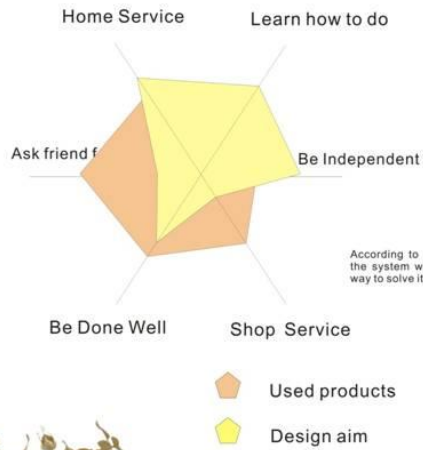 Home Service
Learn how to do
Ask friend f
Be Independent
According to
the system w
way to solve it
Be Done Well
Shop Service
Used products
Design aim